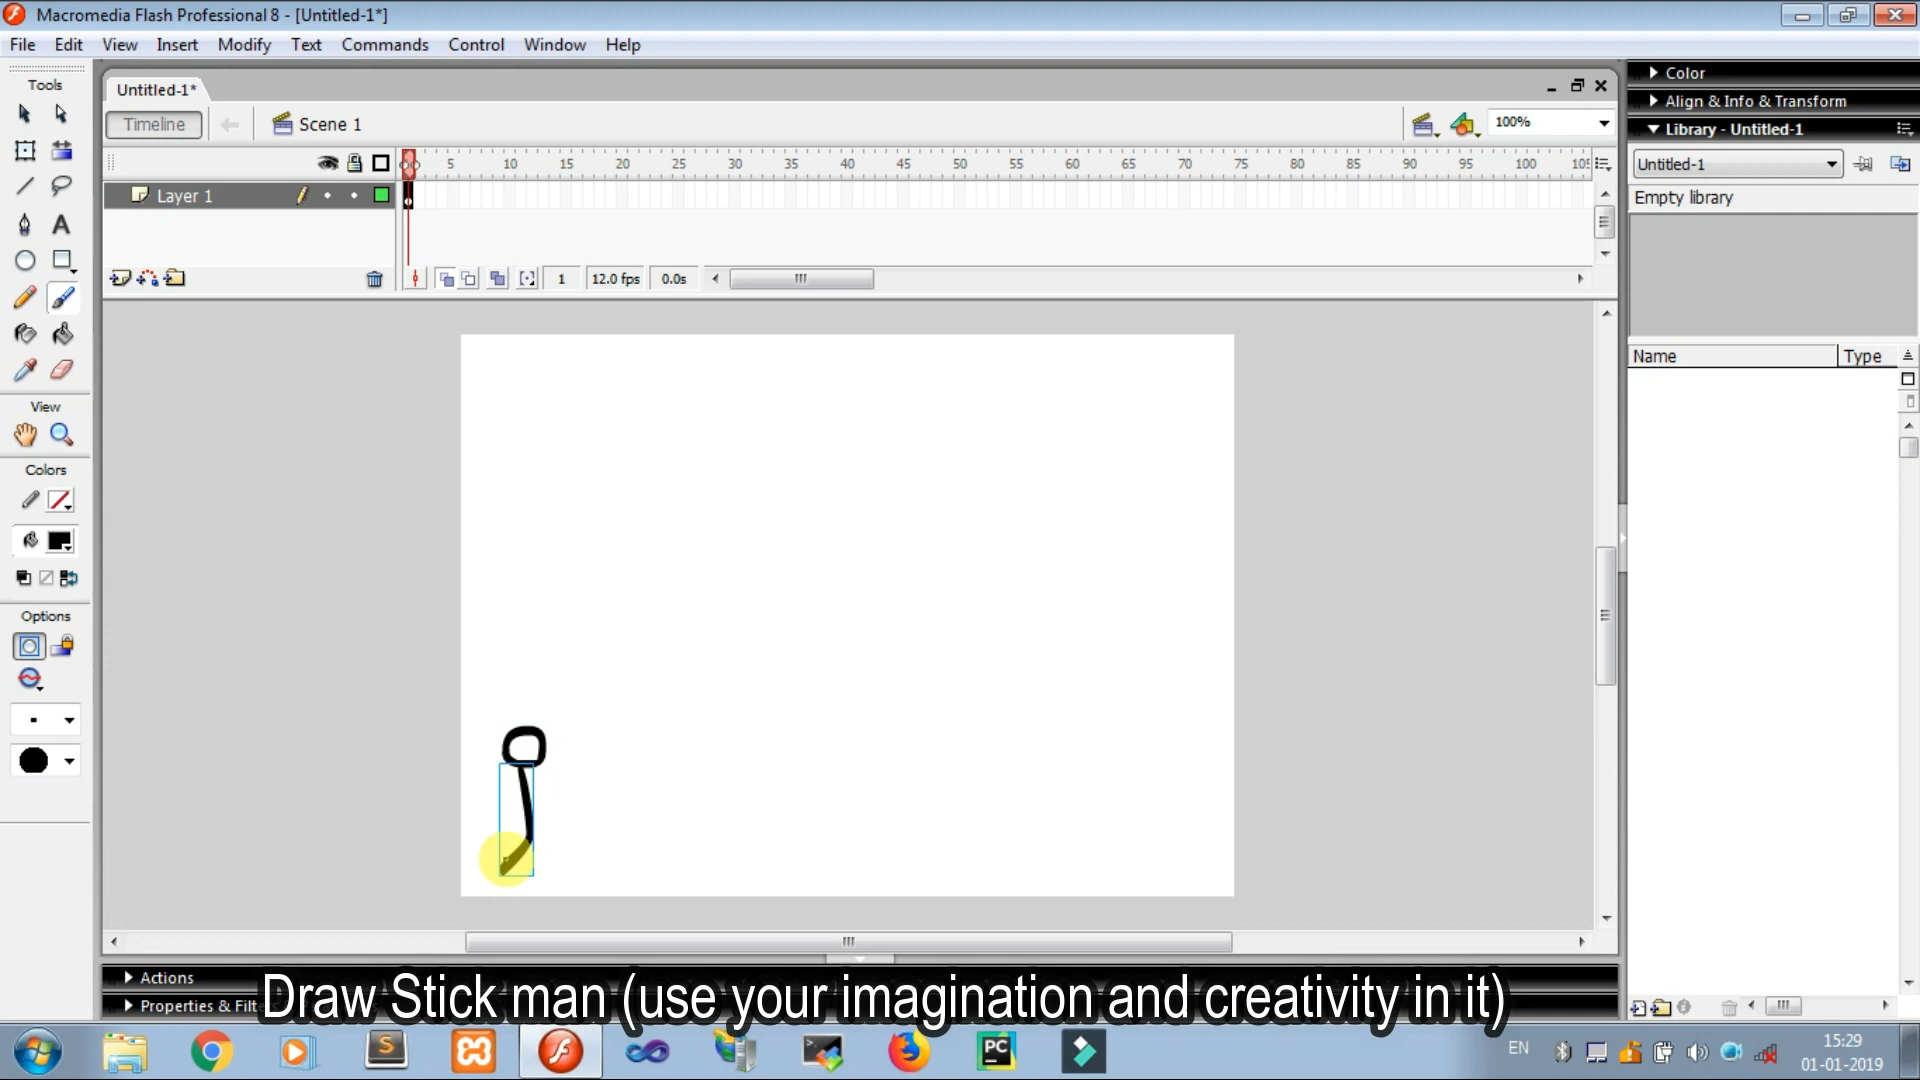 Macromedia Flash Professional 8 - [Untitled-1*]
File Edit View Insert Modify Text Commands Control Window Help
Tools
Untitled-1*
Timeline
Scene 1
100%
5 10 15 20 25 30 35 40 45 50 55 60 65 70 75 80 85 90 95 100
Layer 1
1 12.0 fps 0.0s
View
Colors
Options
Color
Align & Info & Transform
Library - Untitled-1
Untitled-1
Empty library
Name Type
Actions
Properties &
Draw Stick man (use your imagination and creativity in it)
S
PC
EN
15:29
01-01-2019